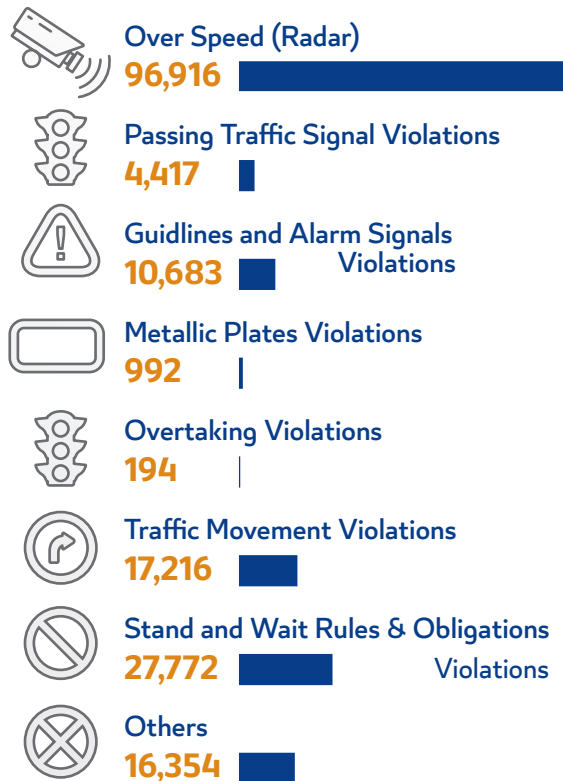 Over Speed (Radar)
96,916
Passing Traffic Signal Violations
4,417
Guidlines and Alarm Signals
Violations
10,683
Metallic Plates Violations
992
Overtaking Violations
194
Traffic Movement Violations
17,216
Stand and Wait Rules & Obligations
Violations
27,772
Others
16,354